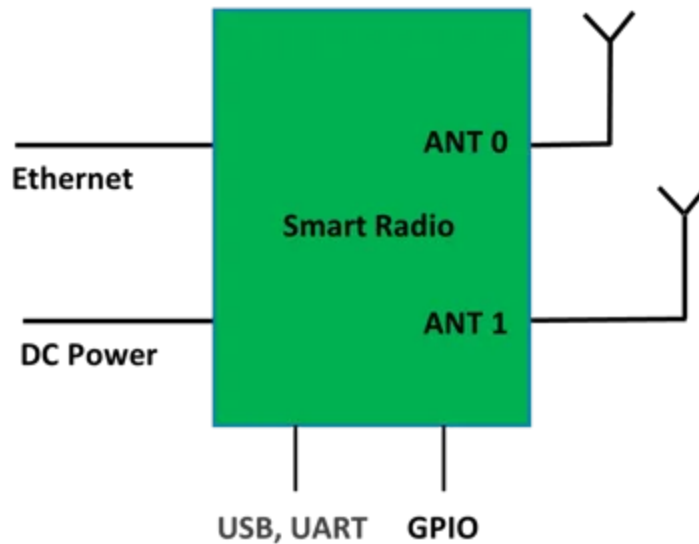 ANT 0
Ethernet
Smart Radio
ANT 1
DC Power
USB, UART
GPIO